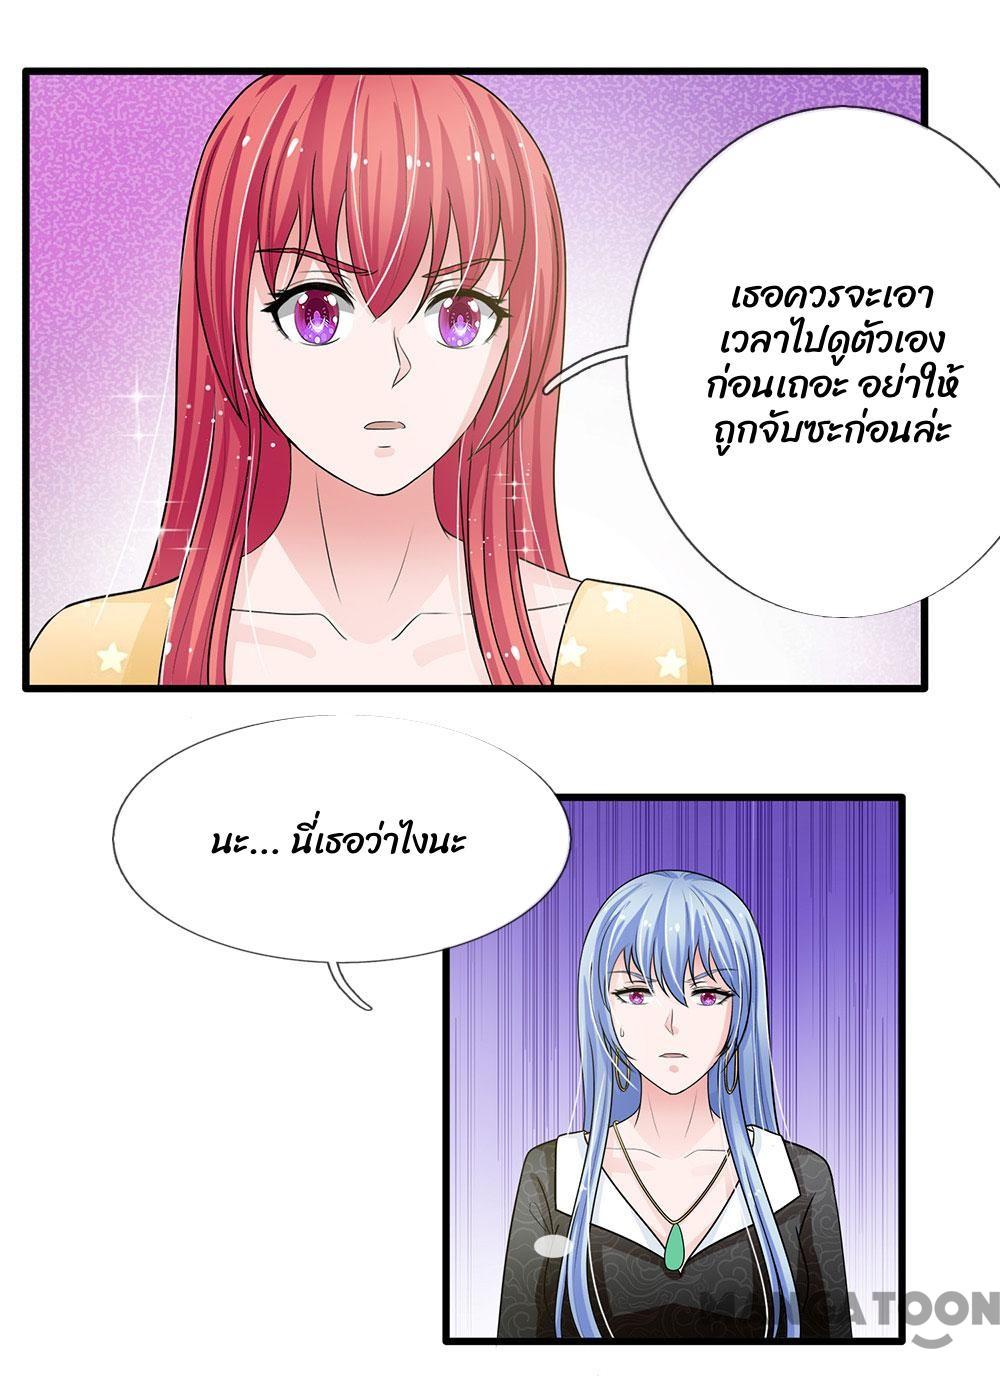 เธอควรจะเอา
เวลาไปดูตัวเอง
ก่อนเถอะ อย่าให้
ถูกจับซะก่อนล่ะ
นะ... นี่เธอว่าไงนะ
MANGATOON